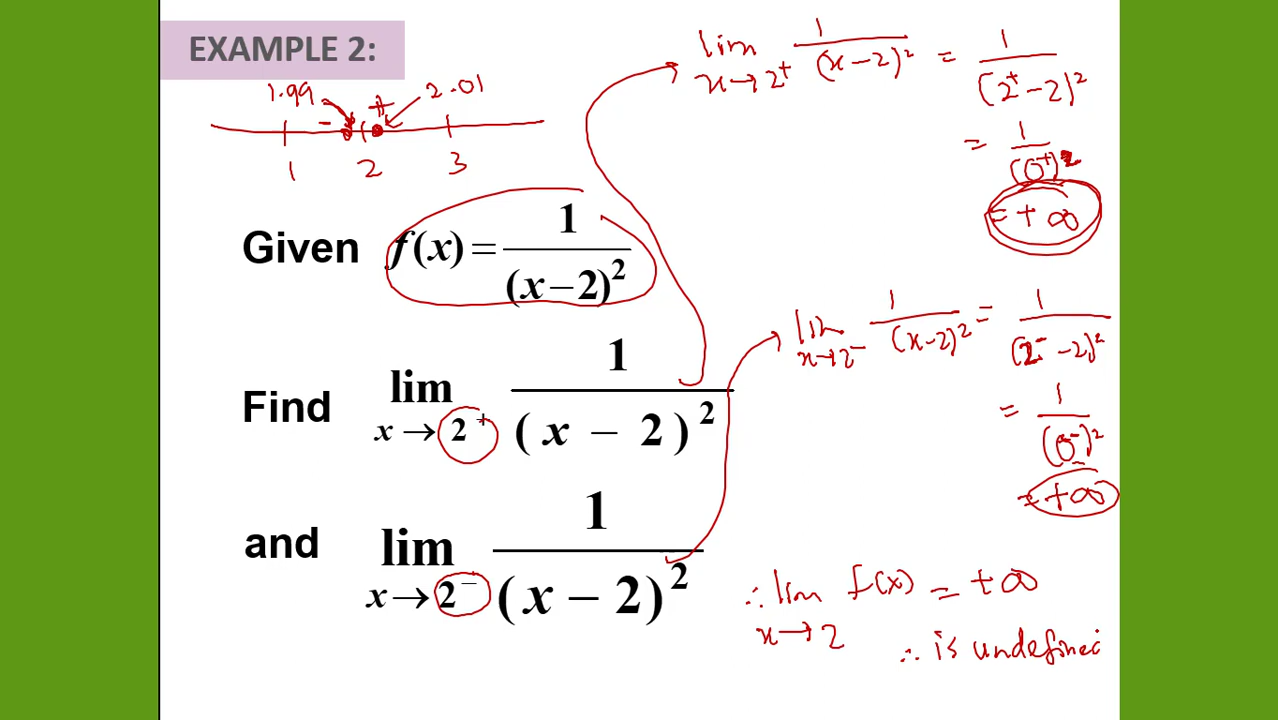 EXAMPLE 2:
1.99 2.01
- +
1 2 3
Given f(x) = 1/(x−2)²
Find lim x→2⁺ 1/(x − 2)²
and lim x→2⁻ 1/(x − 2)²
lim x→2⁺ 1/(x−2)² = 1/(2⁺−2)²
= 1/(0⁺)²
= +∞
lim x→2⁻ 1/(x−2)² = 1/(2⁻−2)²
= 1/(0⁻)²
= +∞
∴ lim x→2 f(x) = +∞
∴ is undefined